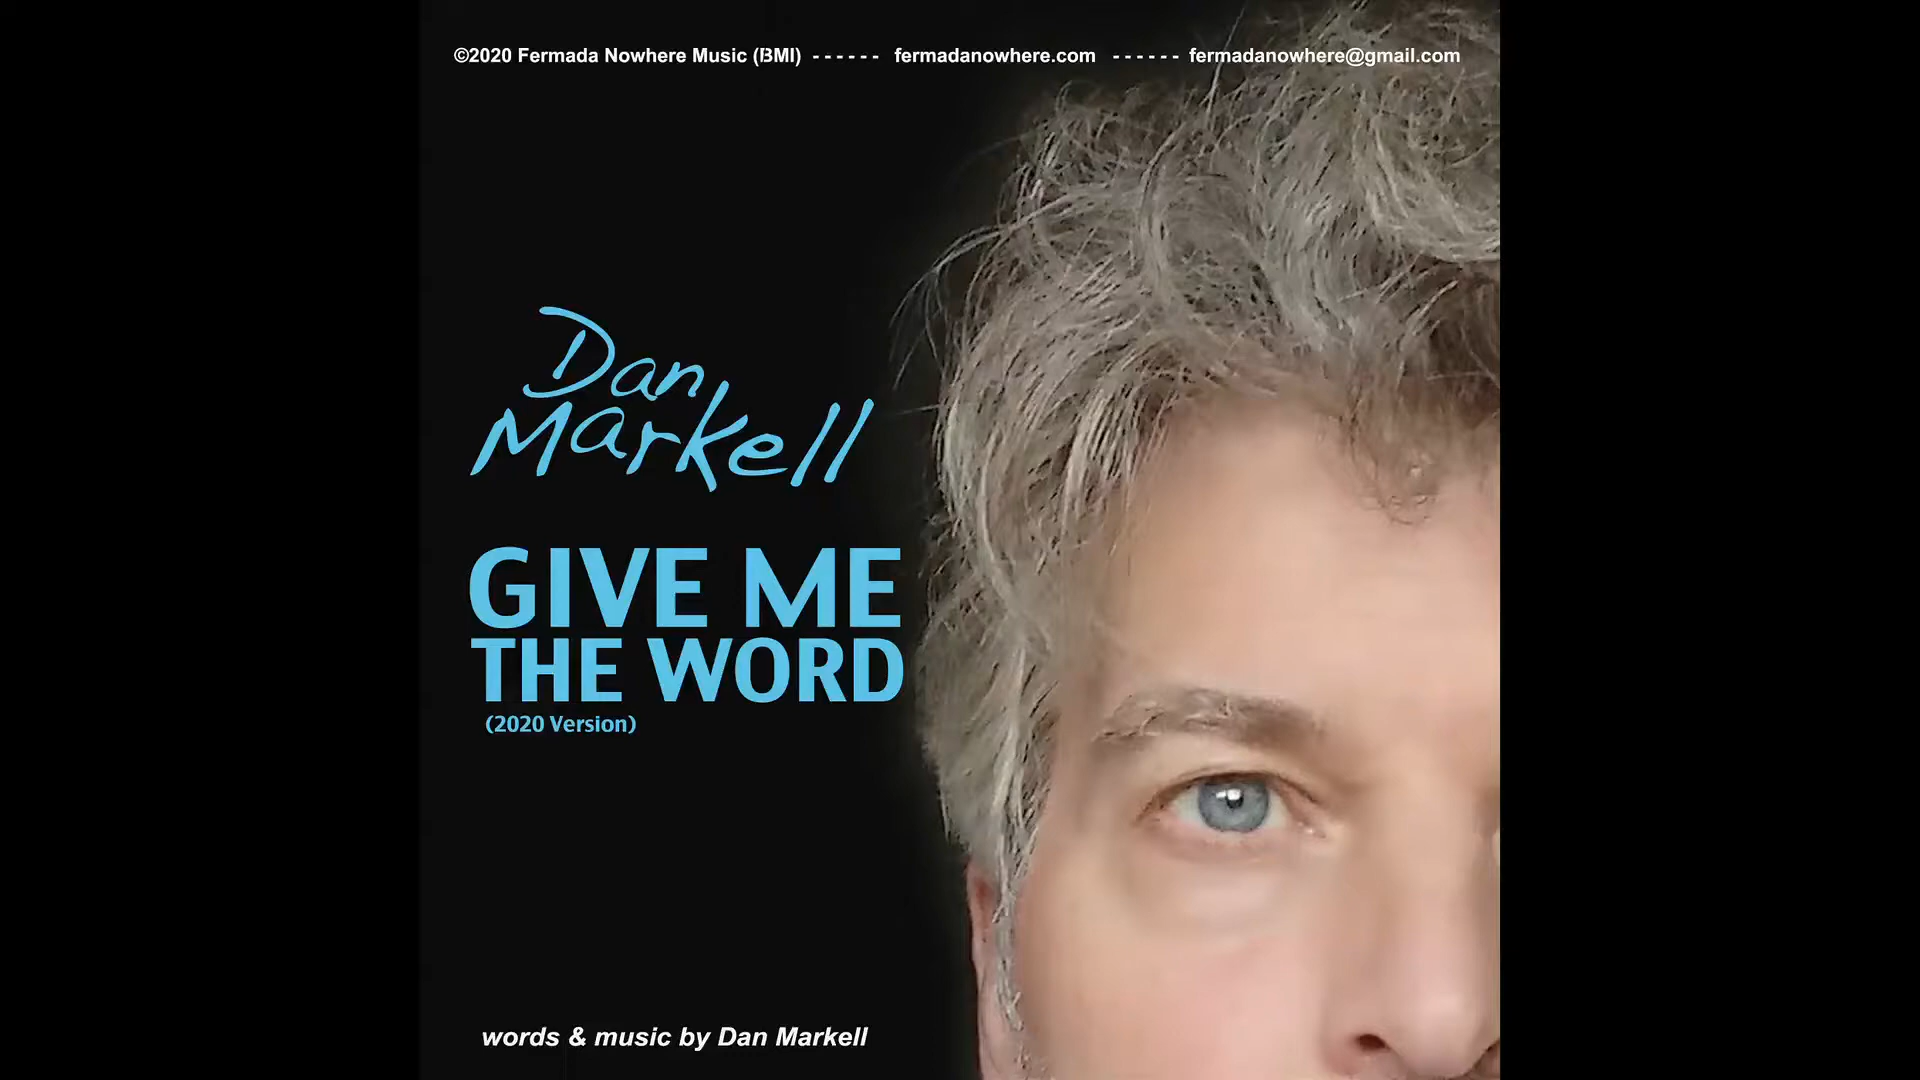 ©2020 Fermada Nowhere Music (BMI) ------ fermadanowhere.com ------ fermadanowhere@gmail.com
Dan
Markell
GIVE ME
THE WORD
(2020 Version)
words & music by Dan Markell